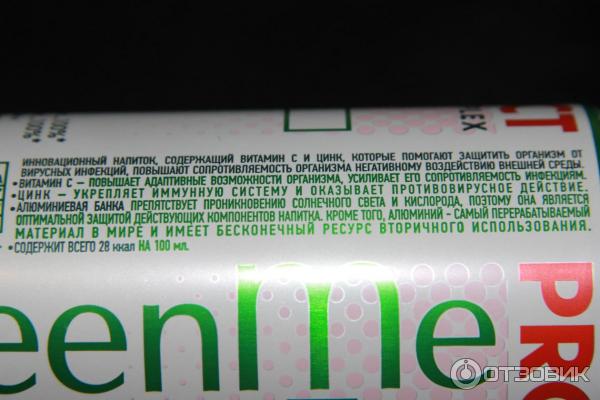 LEX
CT
ИННОВАЦИОННЫЙ НАПИТОК, СОДЕРЖАЩИЙ ВИТАМИН С И ЦИНК, КОТОРЫЕ ПОМОГАЮТ ЗАЩИТИТЬ ОРГАНИЗМ ОТ
ВИРУСНЫХ ИНФЕКЦИЙ, ПОВЫШАЮТ СОПРОТИВЛЯЕМОСТЬ ОРГАНИЗМА НЕГАТИВНОМУ ВОЗДЕЙСТВИЮ ВНЕШНЕЙ СРЕДЫ.
•ВИТАМИН С – ПОВЫШАЕТ АДАПТИВНЫЕ ВОЗМОЖНОСТИ ОРГАНИЗМА, УСИЛИВАЕТ ЕГО СОПРОТИВЛЯЕМОСТЬ ИНФЕКЦИЯМ.
•ЦИНК – УКРЕПЛЯЕТ ИММУННУЮ СИСТЕМУ И ОКАЗЫВАЕТ ПРОТИВОВИРУСНОЕ ДЕЙСТВИЕ.
•АЛЮМИНИЕВАЯ БАНКА ПРЕПЯТСТВУЕТ ПРОНИКНОВЕНИЮ СОЛНЕЧНОГО СВЕТА И КИСЛОРОДА, ПОЭТОМУ ОНА ЯВЛЯЕТСЯ
ОПТИМАЛЬНОЙ ЗАЩИТОЙ ДЕЙСТВУЮЩИХ КОМПОНЕНТОВ НАПИТКА. КРОМЕ ТОГО, АЛЮМИНИЙ - САМЫЙ ПЕРЕРАБАТЫВАЕМЫЙ
МАТЕРИАЛ В МИРЕ И ИМЕЕТ БЕСКОНЕЧНЫЙ РЕСУРС ВТОРИЧНОГО ИСПОЛЬЗОВАНИЯ.
•СОДЕРЖИТ ВСЕГО 28 ккал НА 100 мл.
eenMe
PRO
ОТЗОВИК